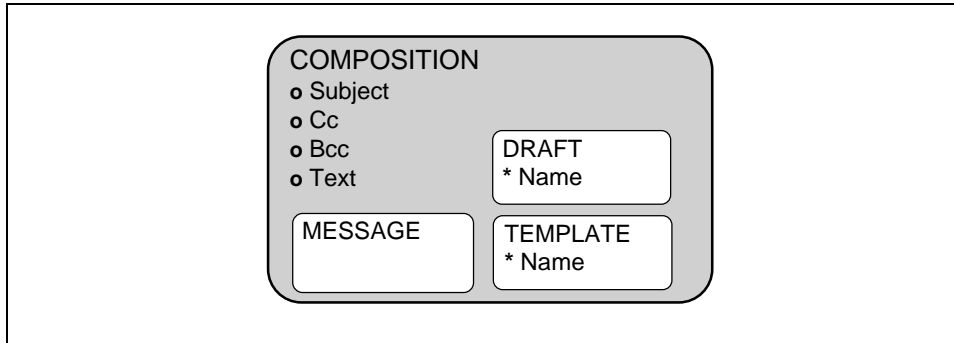 COMPOSITION
o Subject
o Cc
o Bcc
o Text
DRAFT
* Name
MESSAGE
TEMPLATE
* Name